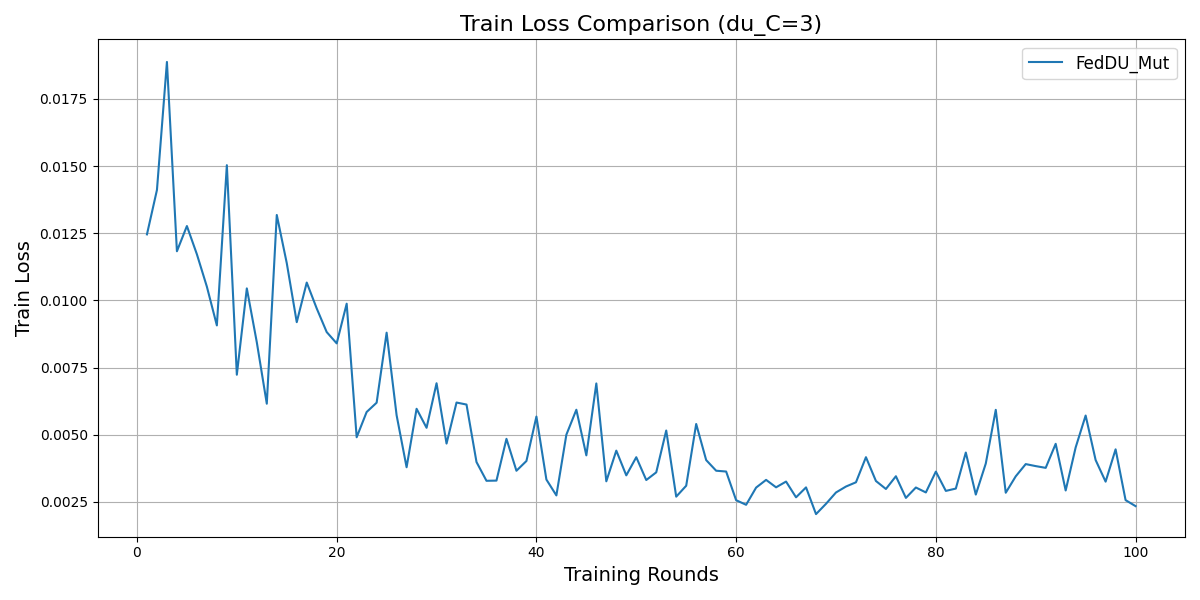 Train Loss Comparison (du_C=3)
FedDU_Mut
0.0175
0.0150
0.0125
0.0100
0.0075
0.0050
0.0025
Train Loss
0 20 40 60 80 100
Training Rounds